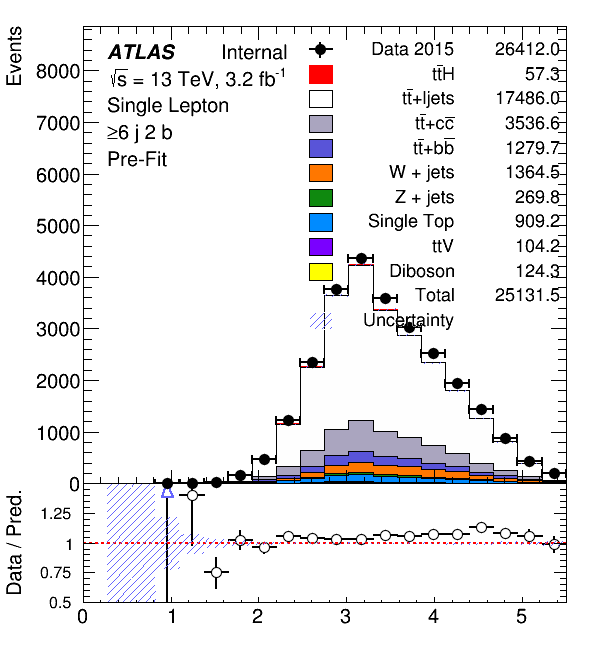 Events
ATLAS Internal
√s = 13 TeV, 3.2 fb⁻¹
Single Lepton
≥6 j 2 b
Pre-Fit
Data 2015 26412.0
tt̄H 57.3
tt̄+ljets 17486.0
tt̄+cc̄ 3536.6
tt̄+bb̄ 1279.7
W + jets 1364.5
Z + jets 269.8
Single Top 909.2
ttV 104.2
Diboson 124.3
Total 25131.5
Uncertainty
8000
7000
6000
5000
4000
3000
2000
1000
0
Data / Pred.
1.25
1
0.75
0.5
0 1 2 3 4 5